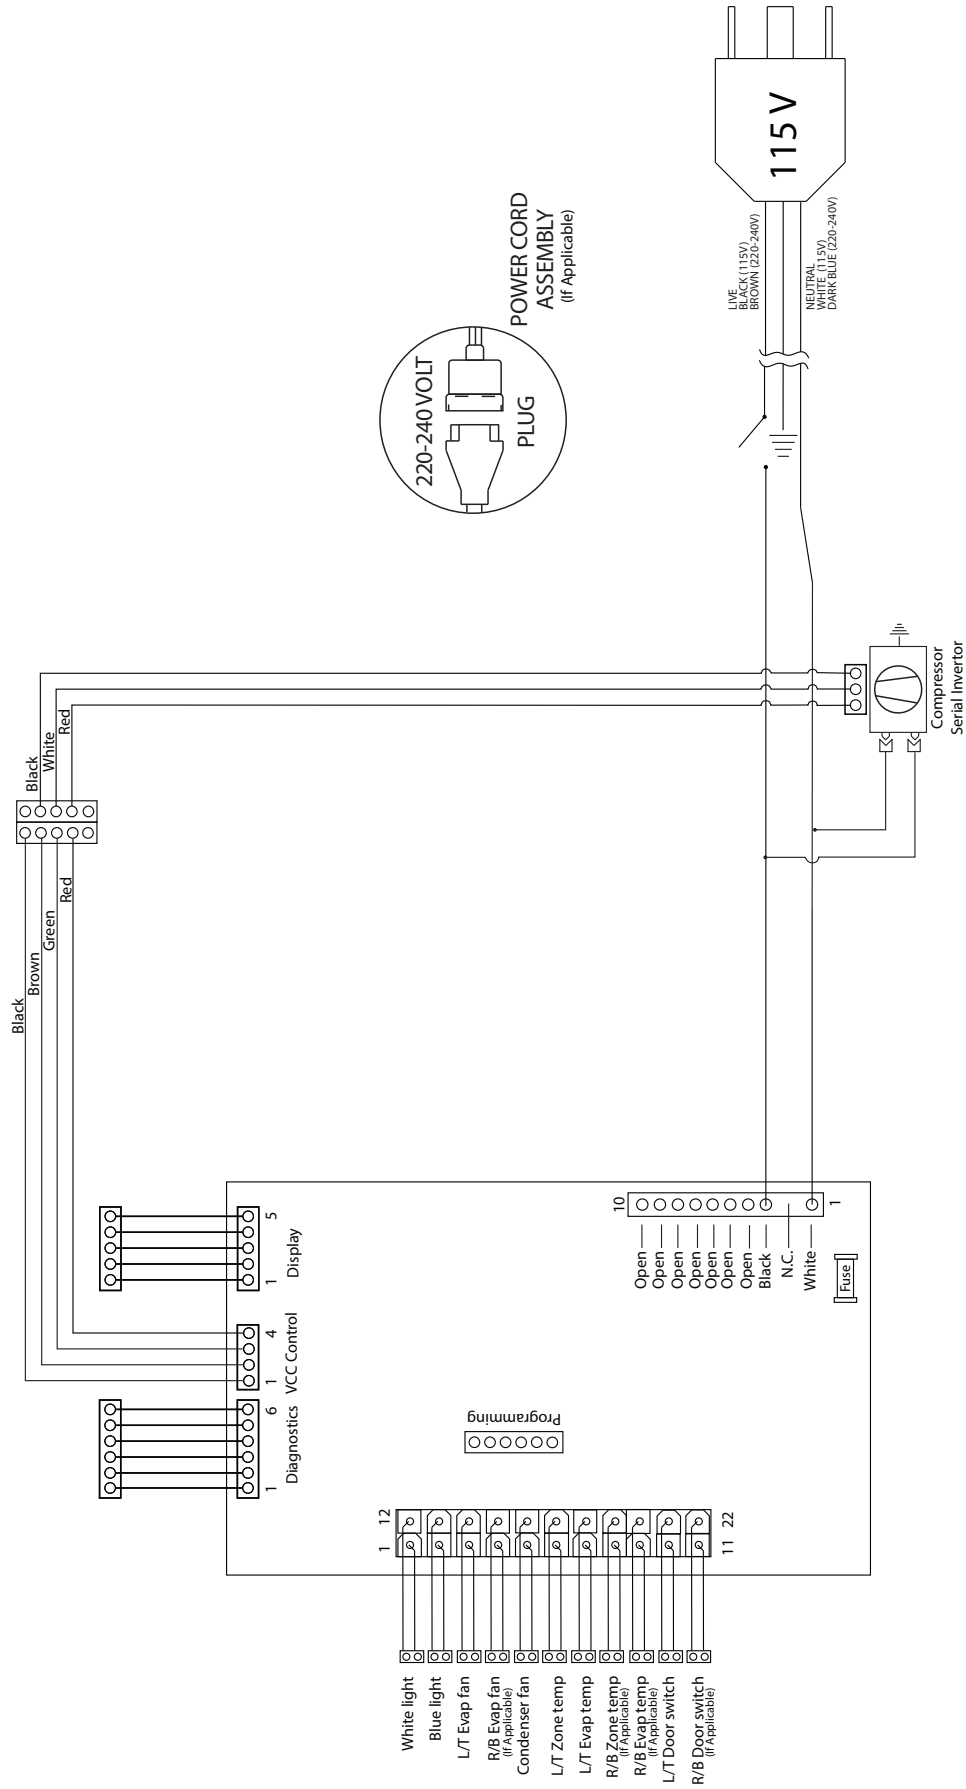 115 V
LIVE
BLACK (115V)
BROWN (220-240V)
NEUTRAL
WHITE (115V)
DARK BLUE (220-240V)
220-240 VOLT
PLUG
POWER CORD
ASSEMBLY
(If Applicable)
Black
White
Red
Compressor
Serial Invertor
Black
Brown
Green
Red
5
1
Display
4
1
VCC Control
6
1
Diagnostics
Programming
10
1
Open
Open
Open
Open
Open
Open
Open
Black
N.C.
White
Fuse
1
12
11
22
White light
Blue light
L/T Evap fan
R/B Evap fan
(If Applicable)
Condenser fan
L/T Zone temp
L/T Evap temp
R/B Zone temp
(If Applicable)
R/B Evap temp
(If Applicable)
L/T Door switch
R/B Door switch
(If Applicable)